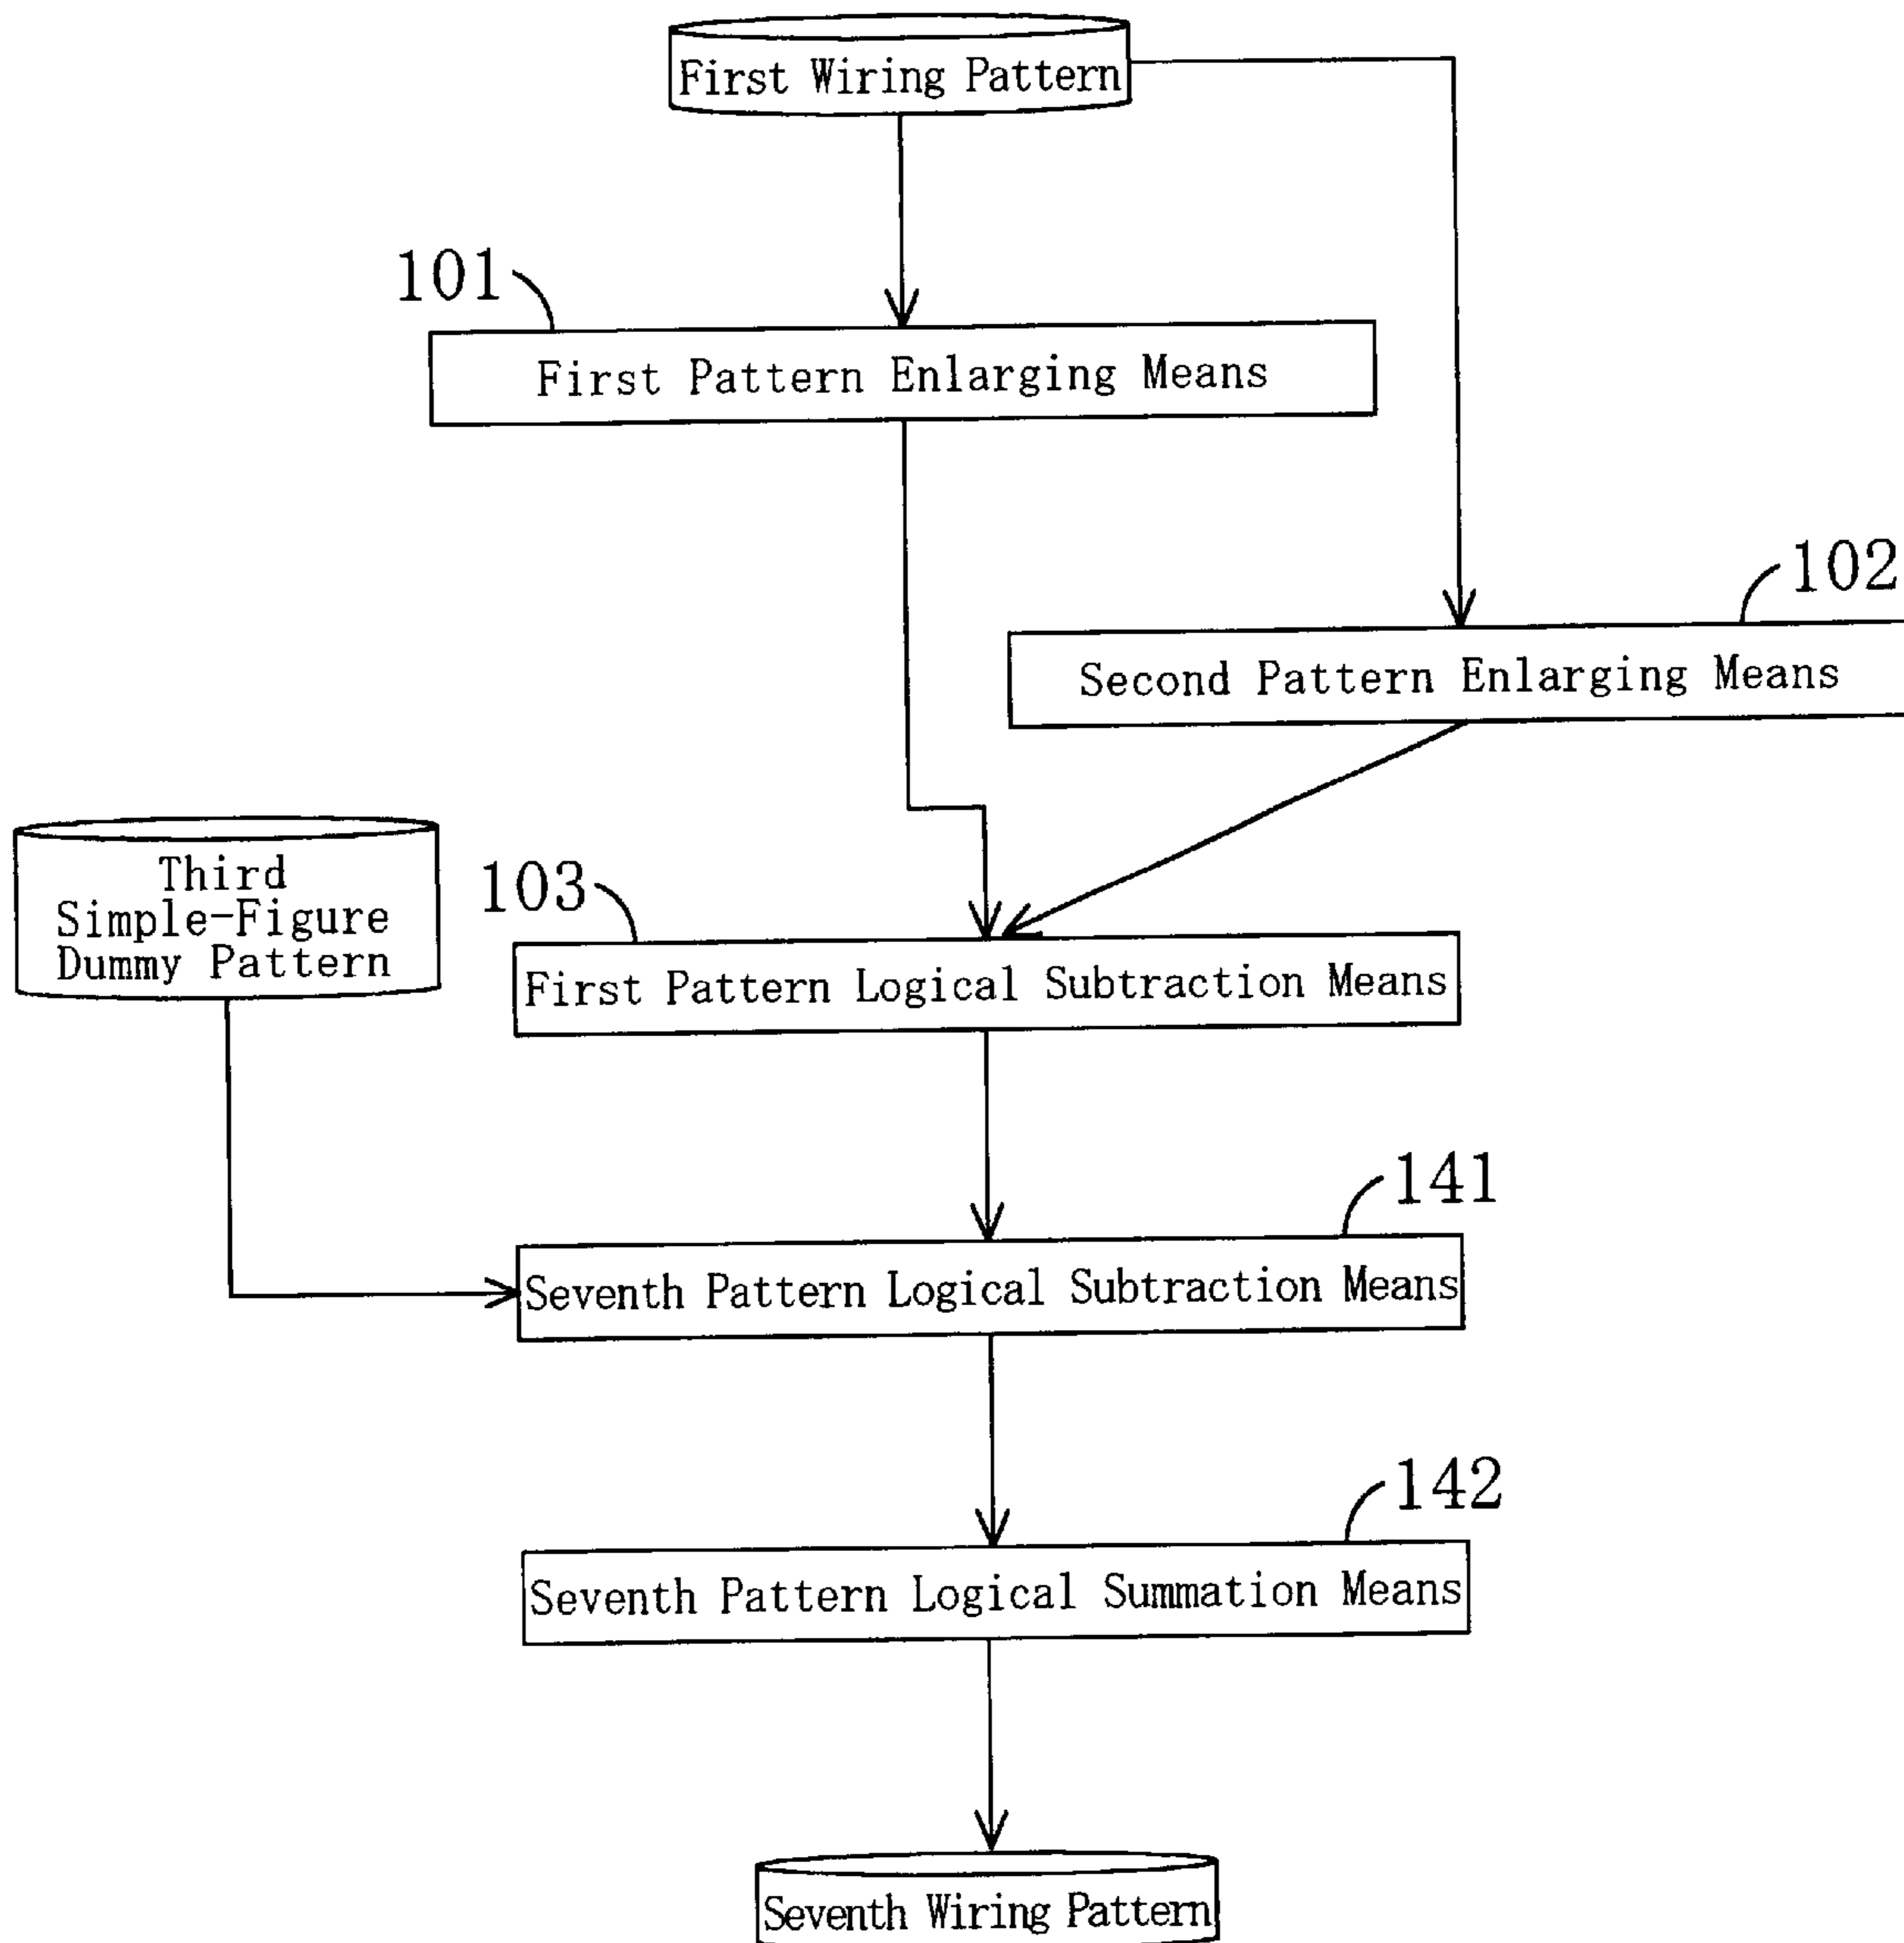 First Wiring Pattern
101
First Pattern Enlarging Means
102
Second Pattern Enlarging Means
Third
Simple-Figure
Dummy Pattern
103
First Pattern Logical Subtraction Means
141
Seventh Pattern Logical Subtraction Means
142
Seventh Pattern Logical Summation Means
Seventh Wiring Pattern